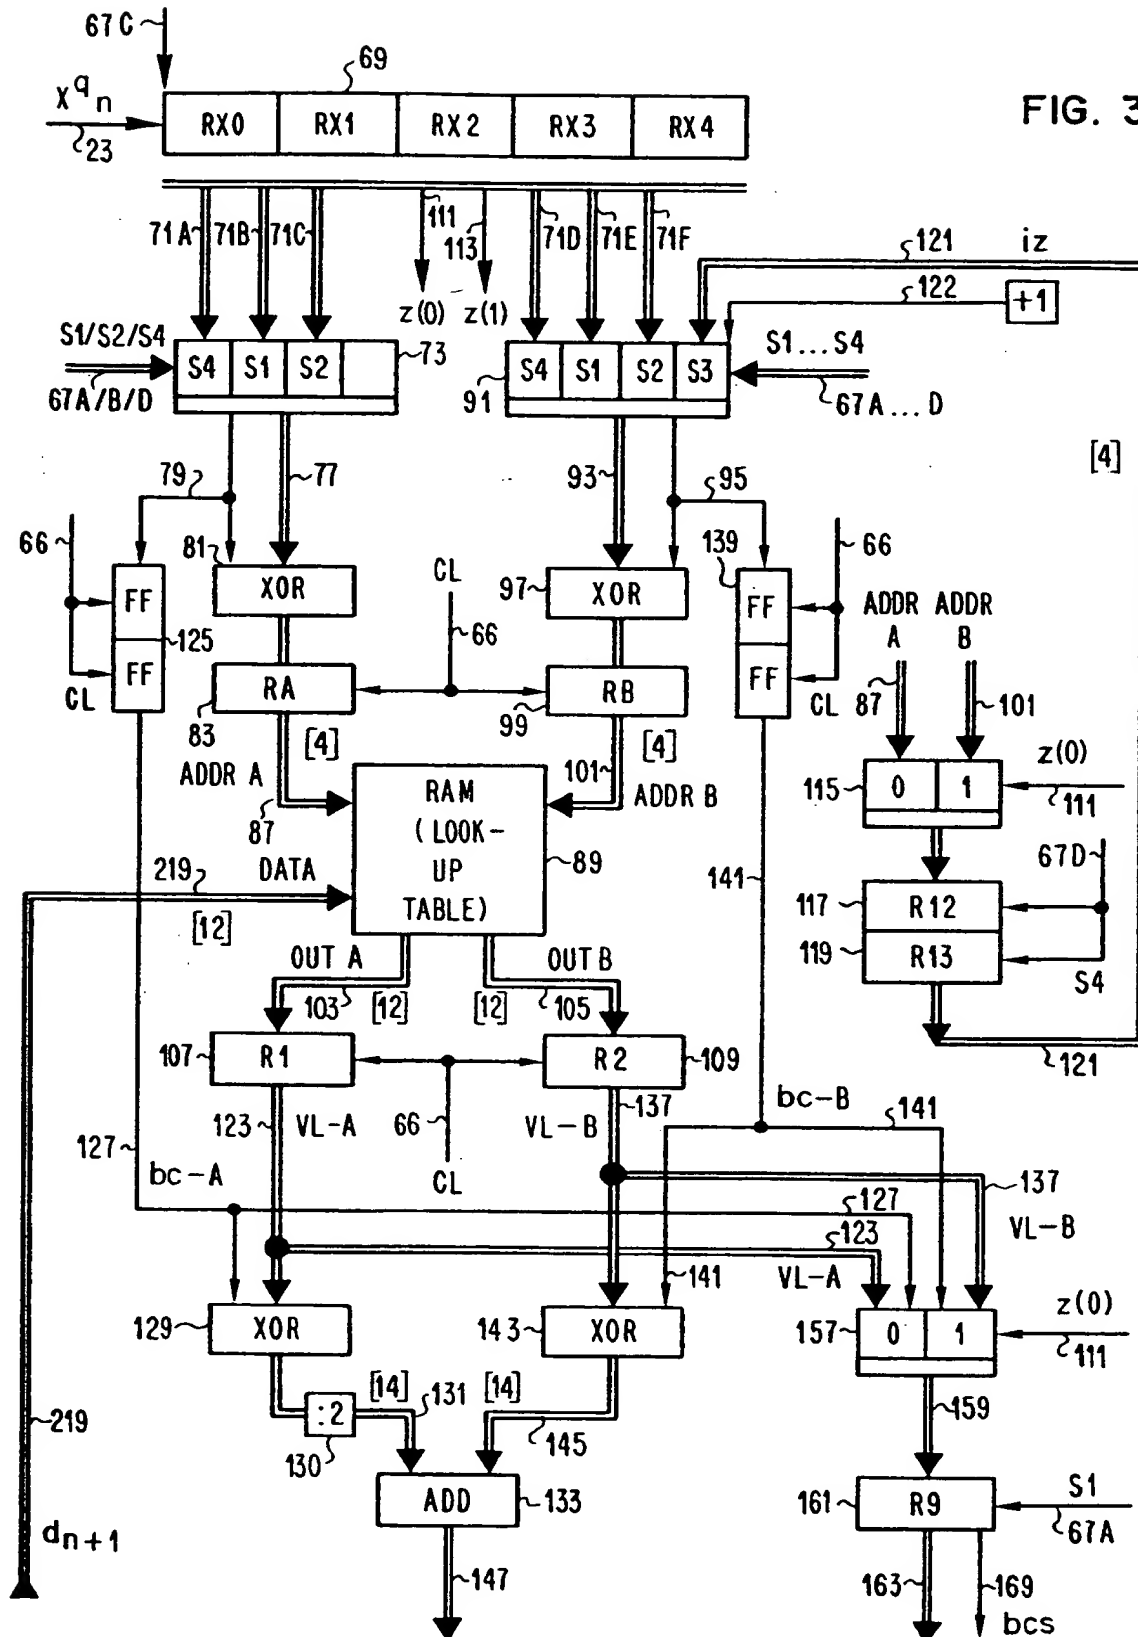 67C
69
X^q n
23
RX0 RX1 RX2 RX3 RX4
FIG. 3
71A 71B 71C 111 113 71D 71E 71F
121 iz
122 +1
z(0) z(1)
S1/S2/S4
67A/B/D
S4 S1 S2
73
91
S4 S1 S2 S3
S1...S4
67A...D
[4]
79 77 93 95
66 81 XOR CL 97 XOR 139 66
FF FF
125
66
ADDR A ADDR B
FF FF
CL RA RB CL
83 [4] 99 [4]
87 101
z(0)
ADDR A 101 ADDR B
115 0 1
111
87
RAM (LOOK-UP TABLE)
89
67D
219 DATA
[12]
141
117 R12
119 R13
S4
OUT A OUT B
103 [12] [12] 105
107 R1 R2 109
121
123 VL-A 66 VL-B 137 bc-B 141
127 bc-A CL
137
127
VL-B
123
141 VL-A
129 XOR 143 XOR
157 0 1
z(0)
111
[14] 131 [14]
:2
130 145
159
219
ADD 133
161 R9
S1
67A
dn+1
147 163 169
bcs